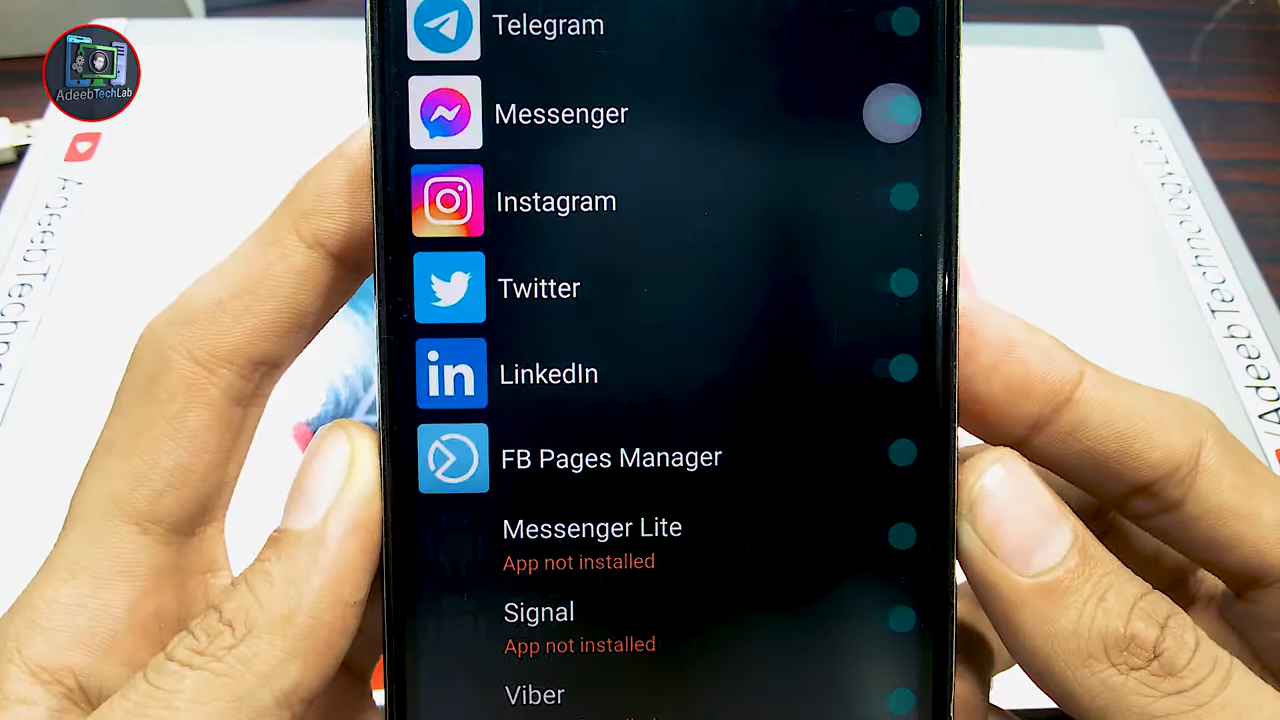 AdeebTechLab
Telegram
Messenger
Instagram
Twitter
in
LinkedIn
FB Pages Manager
Messenger Lite
App not installed
Signal
App not installed
Viber